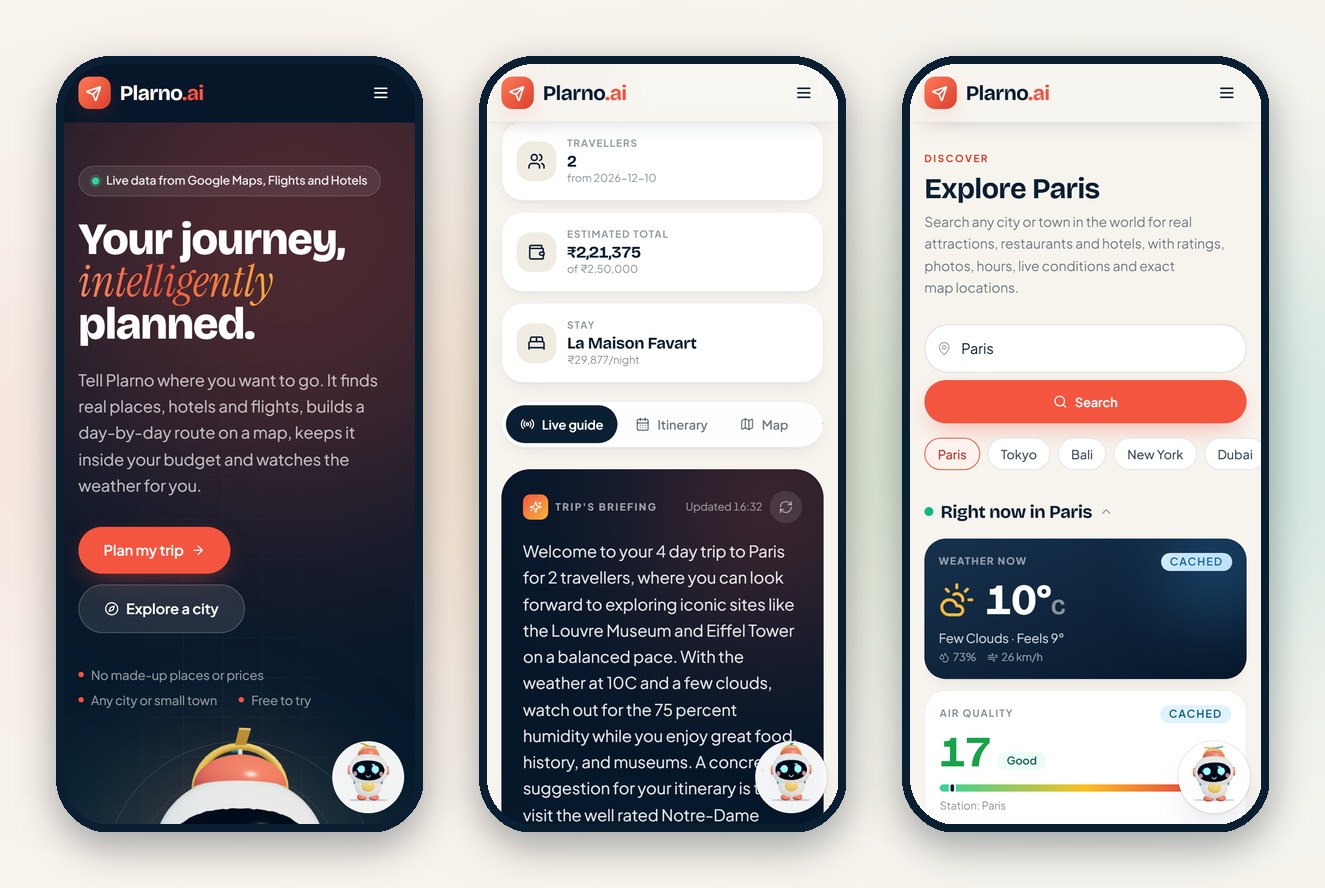 Plarno.ai
Live data from Google Maps, Flights and Hotels
Your journey,
intelligently
planned.
Tell Plarno where you want to go. It finds
real places, hotels and flights, builds a
day-by-day route on a map, keeps it
inside your budget and watches the
weather for you.
Plan my trip
Explore a city
No made-up places or prices
Any city or small town
Free to try
Plarno.ai
TRAVELLERS
2
from 2026-12-10
ESTIMATED TOTAL
₹2,21,375
of ₹2,50,000
STAY
La Maison Favart
₹29,877/night
Live guide
Itinerary
Map
TRIP'S BRIEFING
Updated 16:32
Welcome to your 4 day trip to Paris
for 2 travellers, where you can look
forward to exploring iconic sites like
the Louvre Museum and Eiffel Tower
on a balanced pace. With the
weather at 10C and a few clouds,
watch out for the 75 percent
humidity while you enjoy great food,
history, and museums. A
suggestion for your itinerary is
visit the well rated Notre-Dame
Plarno.ai
DISCOVER
Explore Paris
Search any city or town in the world for real
attractions, restaurants and hotels, with ratings,
photos, hours, live conditions and exact
map locations.
Paris
Search
Paris
Tokyo
Bali
New York
Dubai
Right now in Paris
WEATHER NOW
CACHED
10°C
Few Clouds · Feels 9°
73%
26 km/h
AIR QUALITY
CACHED
17
Good
Station: Paris